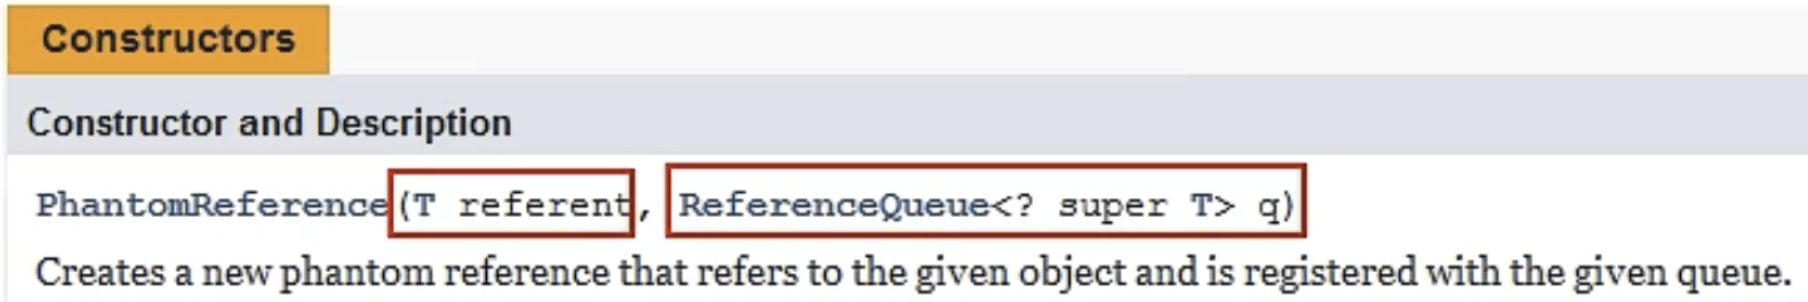 Constructors
Constructor and Description
PhantomReference(T referent, ReferenceQueue<? super T> q)
Creates a new phantom reference that refers to the given object and is registered with the given queue.